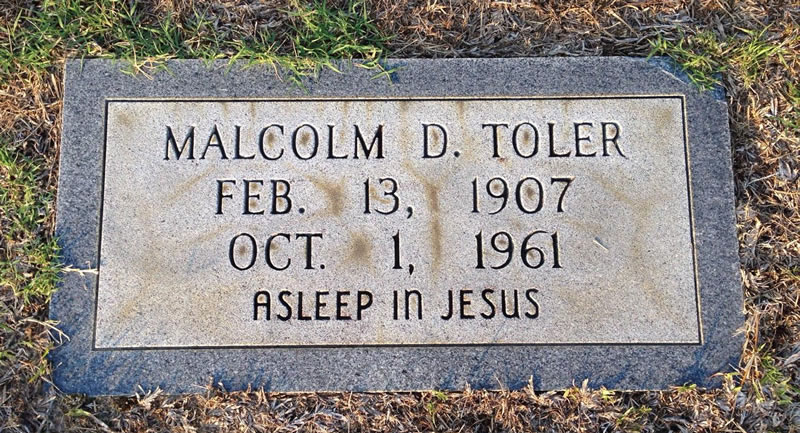 MALCOLM D. TOLER
FEB. 13, 1907
OCT. 1, 1961
ASLEEP IN JESUS